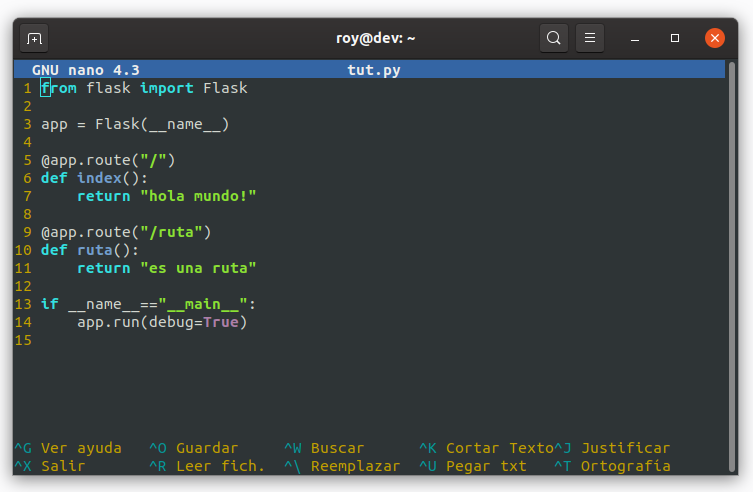 roy@dev: ~
GNU nano 4.3 tut.py
1 from flask import Flask
2
3 app = Flask(__name__)
4
5 @app.route("/")
6 def index():
7     return "hola mundo!"
8
9 @app.route("/ruta")
10 def ruta():
11     return "es una ruta"
12
13 if __name__=="__main__":
14     app.run(debug=True)
15
^G Ver ayuda ^O Guardar ^W Buscar ^K Cortar Texto^J Justificar
^X Salir ^R Leer fich. ^\ Reemplazar ^U Pegar txt ^T Ortografía